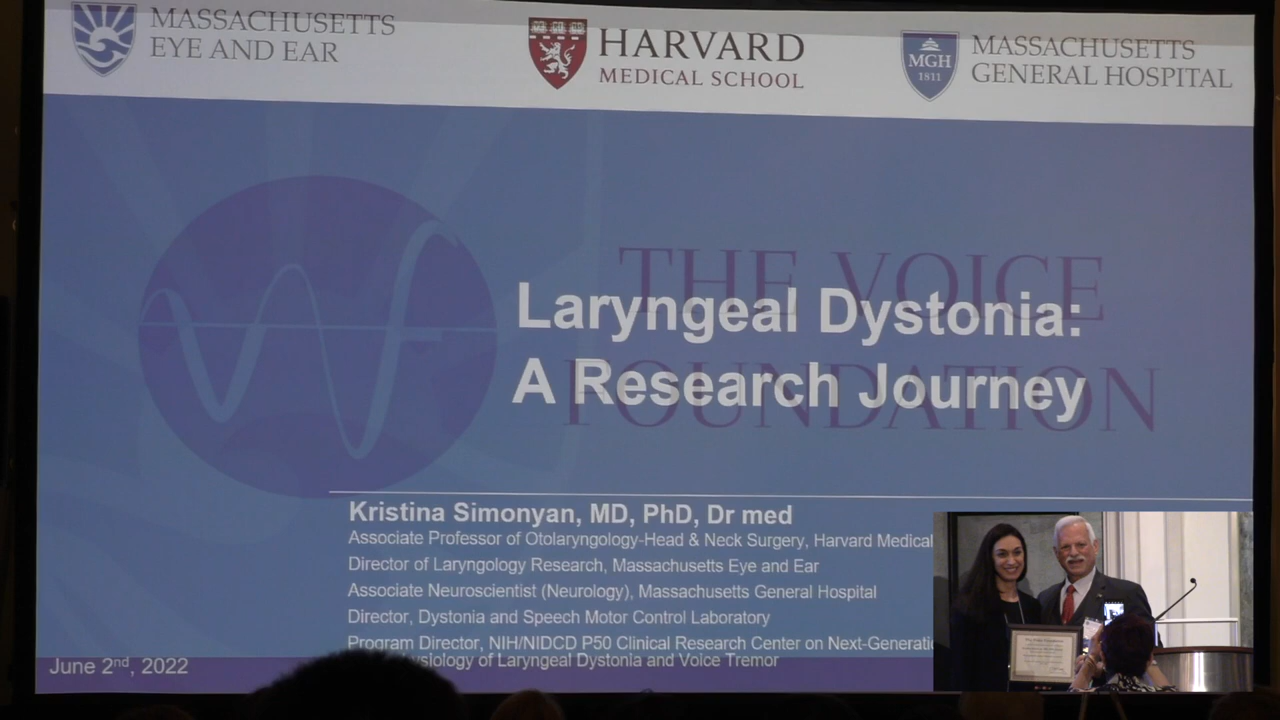 MASSACHUSETTS
EYE AND EAR
HARVARD
MEDICAL SCHOOL
MGH
1811
MASSACHUSETTS
GENERAL HOSPITAL
THE VOICE
FOUNDATION
Laryngeal Dystonia:
A Research Journey
Kristina Simonyan, MD, PhD, Dr med
Associate Professor of Otolaryngology-Head & Neck Surgery, Harvard Medical
Director of Laryngology Research, Massachusetts Eye and Ear
Associate Neuroscientist (Neurology), Massachusetts General Hospital
Director, Dystonia and Speech Motor Control Laboratory
Program Director, NIH/NIDCD P50 Clinical Research Center on
of Laryngeal Dystonia and Voice Tremor
June 2nd, 2022